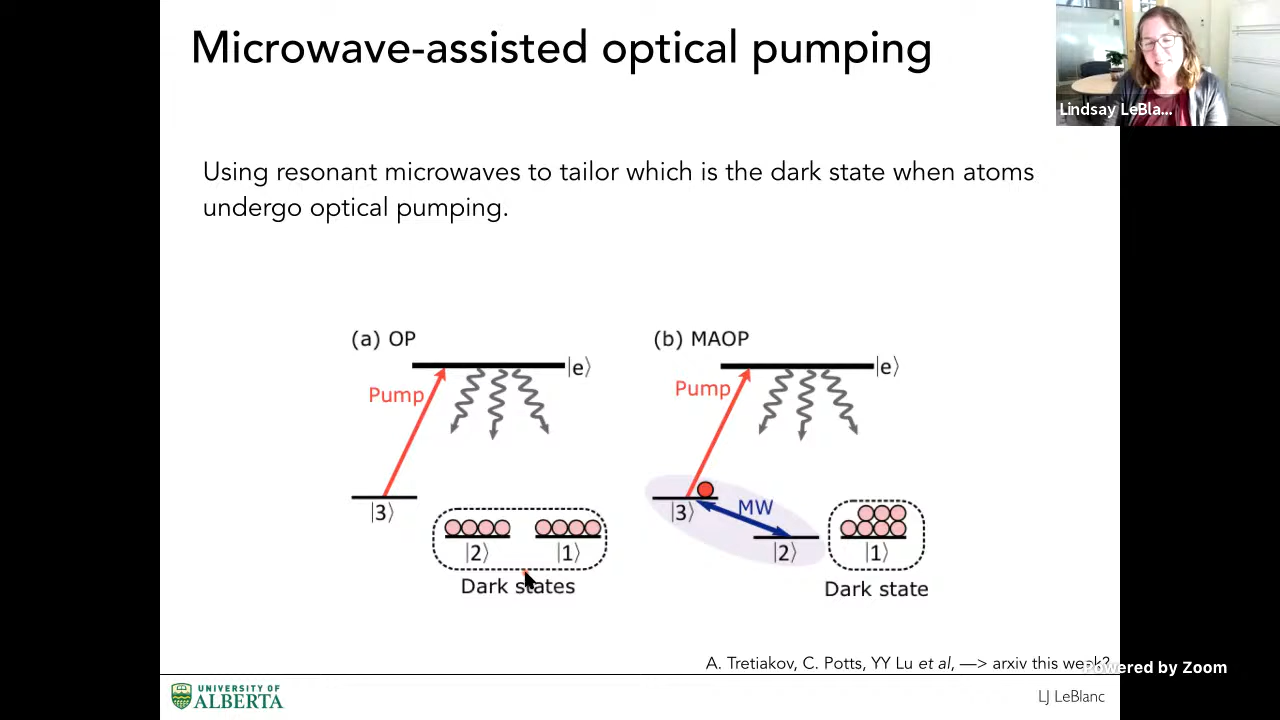 Microwave-assisted optical pumping
Lindsay LeBla...
Using resonant microwaves to tailor which is the dark state when atoms
undergo optical pumping.
(a) OP
|e⟩
Pump
|3⟩
|2⟩
|1⟩
Dark states
(b) MAOP
|e⟩
Pump
MW
|3⟩
|2⟩
|1⟩
Dark state
A. Tretiakov, C. Potts, YY Lu et al, —> arxiv this week?
Powered by Zoom
UNIVERSITY OF
ALBERTA
LJ LeBlanc